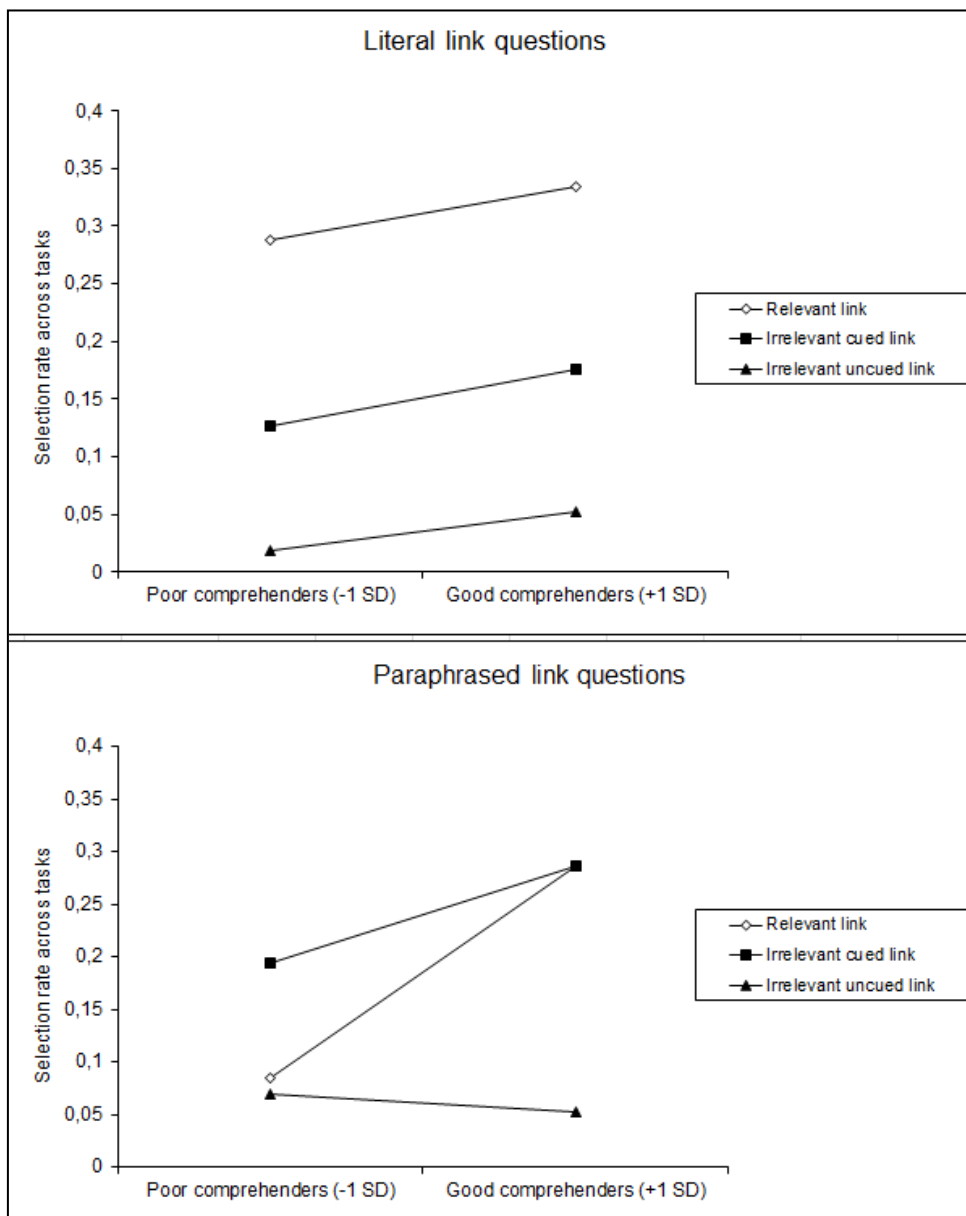 Literal link questions
0,4
0,35
0,3
0,25
0,2
0,15
0,1
0,05
0
Selection rate across tasks
Poor comprehenders (-1 SD)
Good comprehenders (+1 SD)
Relevant link
Irrelevant cued link
Irrelevant uncued link
Paraphrased link questions
0,4
0,35
0,3
0,25
0,2
0,15
0,1
0,05
0
Selection rate across tasks
Poor comprehenders (-1 SD)
Good comprehenders (+1 SD)
Relevant link
Irrelevant cued link
Irrelevant uncued link